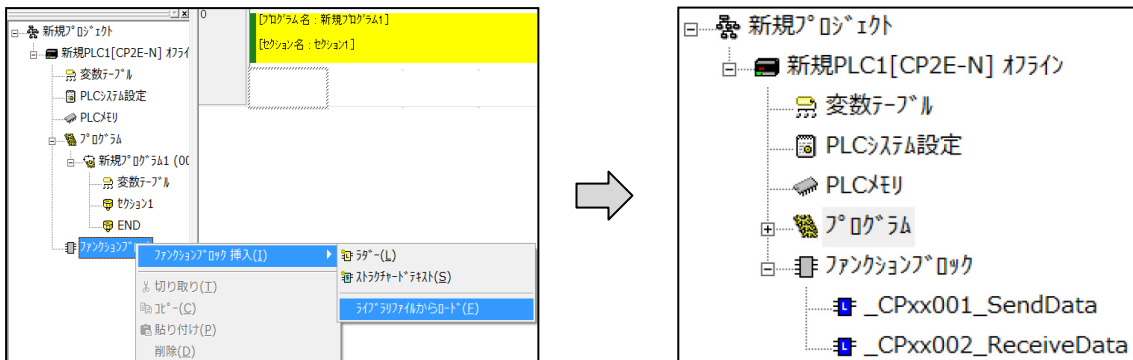 新規ﾌﾟﾛｼﾞｪｸﾄ
新規PLC1[CP2E-N] ｵﾌﾗｲ
変数ﾃｰﾌﾞﾙ
PLCｼｽﾃﾑ設定
PLCﾒﾓﾘ
ﾌﾟﾛｸﾞﾗﾑ
新規ﾌﾟﾛｸﾞﾗﾑ1 (00
変数ﾃｰﾌﾞﾙ
ｾｸｼｮﾝ1
END
ﾌｧﾝｸｼｮﾝﾌﾞﾛｯｸ
0
[ﾌﾟﾛｸﾞﾗﾑ名 : 新規ﾌﾟﾛｸﾞﾗﾑ1]
[ｾｸｼｮﾝ名 : ｾｸｼｮﾝ1]
ﾌｧﾝｸｼｮﾝﾌﾞﾛｯｸ 挿入(I)
切り取り(T)
ｺﾋﾟｰ(C)
貼り付け(P)
削除(D)
ﾗﾀﾞｰ(L)
ｽﾄﾗｸﾁｬｰﾄﾞﾃｷｽﾄ(S)
ﾗｲﾌﾞﾗﾘﾌｧｲﾙからﾛｰﾄﾞ(F)
新規ﾌﾟﾛｼﾞｪｸﾄ
新規PLC1[CP2E-N] ｵﾌﾗｲﾝ
変数ﾃｰﾌﾞﾙ
PLCｼｽﾃﾑ設定
PLCﾒﾓﾘ
ﾌﾟﾛｸﾞﾗﾑ
ﾌｧﾝｸｼｮﾝﾌﾞﾛｯｸ
_CPxx001_SendData
_CPxx002_ReceiveData